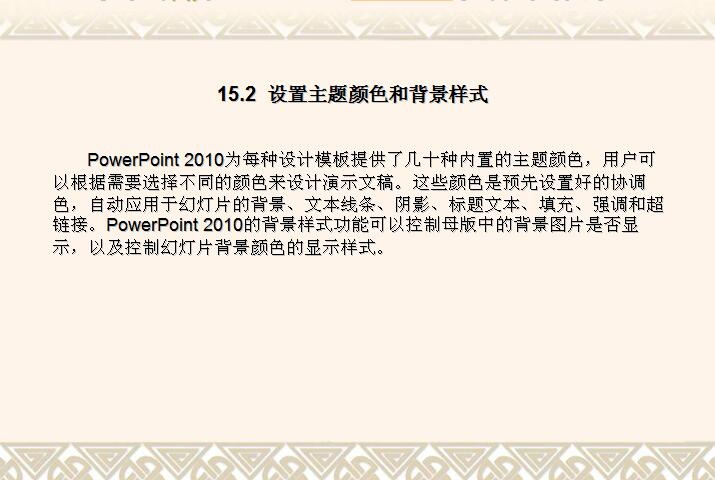 15.2 设置主题颜色和背景样式
PowerPoint 2010为每种设计模板提供了几十种内置的主题颜色，用户可
以根据需要选择不同的颜色来设计演示文稿。这些颜色是预先设置好的协调
色，自动应用于幻灯片的背景、文本线条、阴影、标题文本、填充、强调和超
链接。PowerPoint 2010的背景样式功能可以控制母版中的背景图片是否显
示，以及控制幻灯片背景颜色的显示样式。